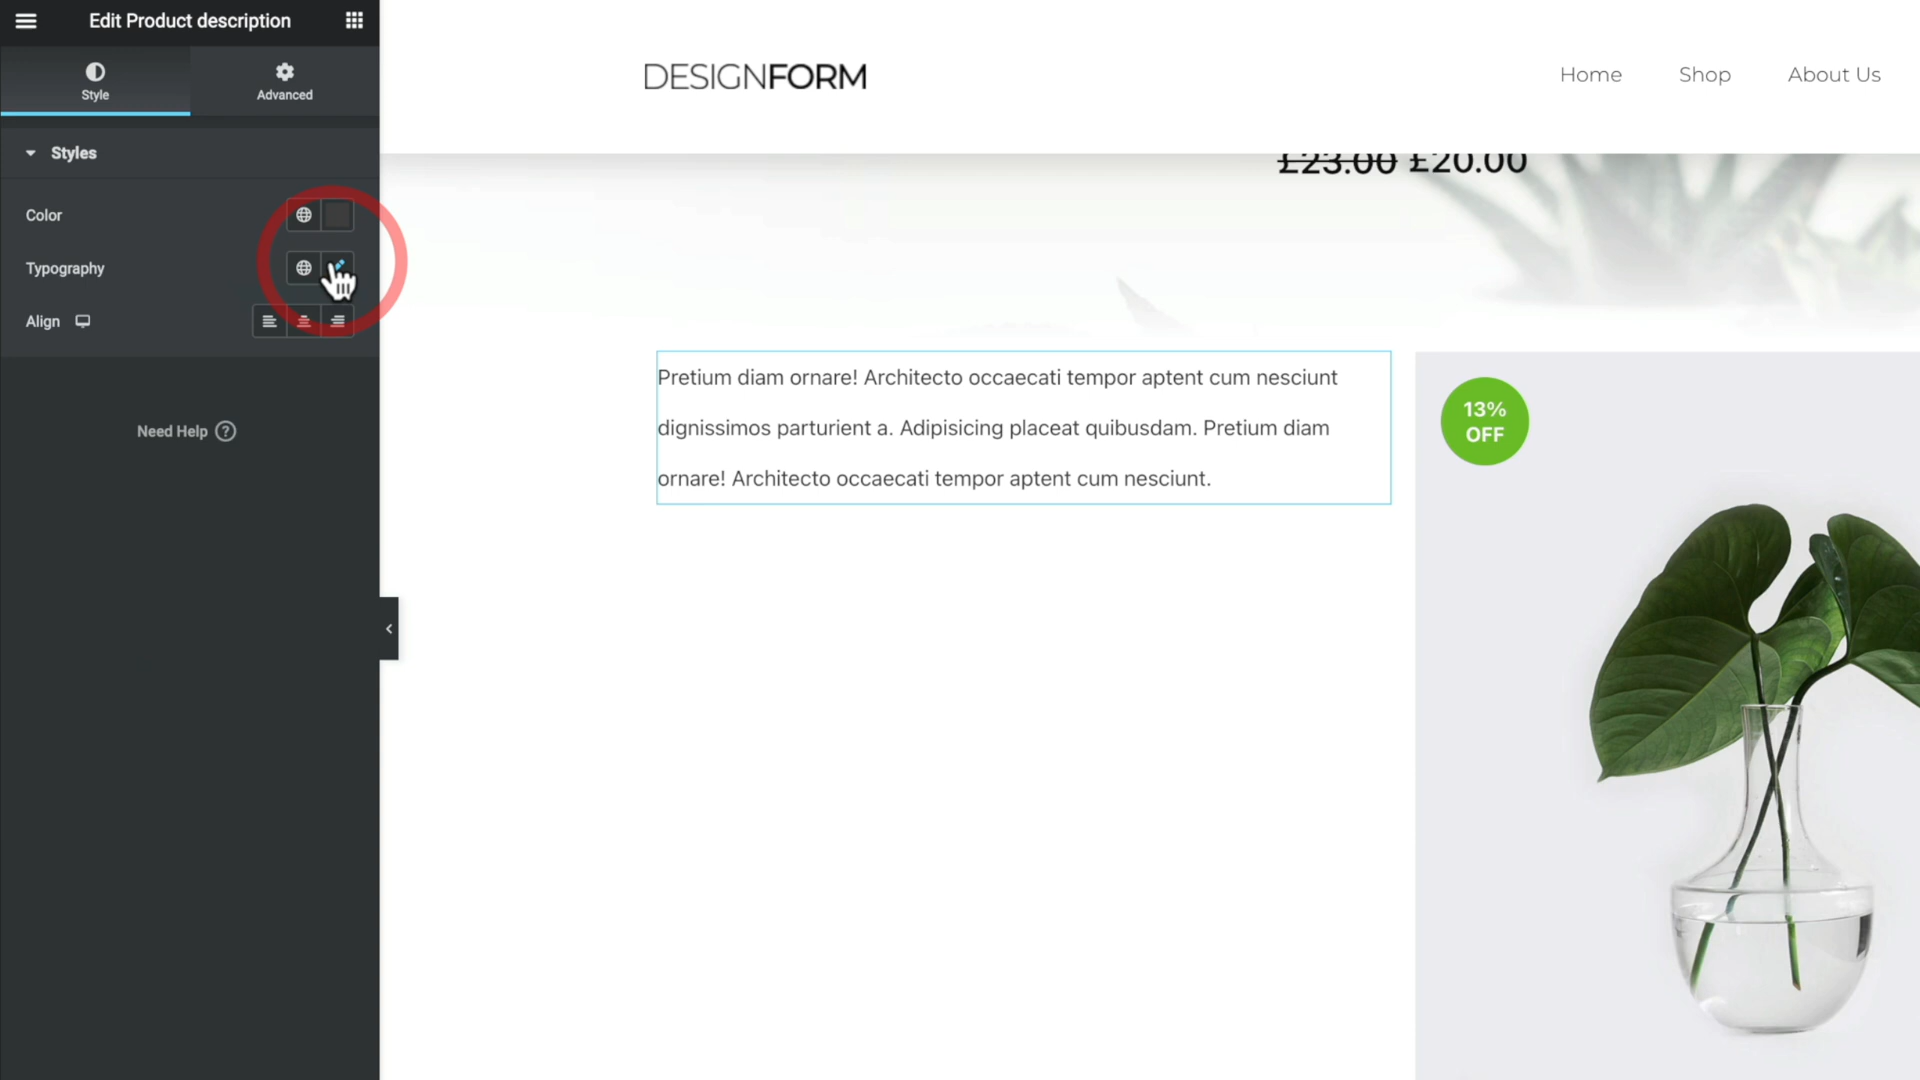 Edit Product description
Style
Advanced
Styles
Color
Typography
Align
Need Help ?
DESIGNFORM
Home
Shop
About Us
£23.00 £20.00
Pretium diam ornare! Architecto occaecati tempor aptent cum nesciunt
dignissimos parturient a. Adipisicing placeat quibusdam. Pretium diam
ornare! Architecto occaecati tempor aptent cum nesciunt.
13%
OFF